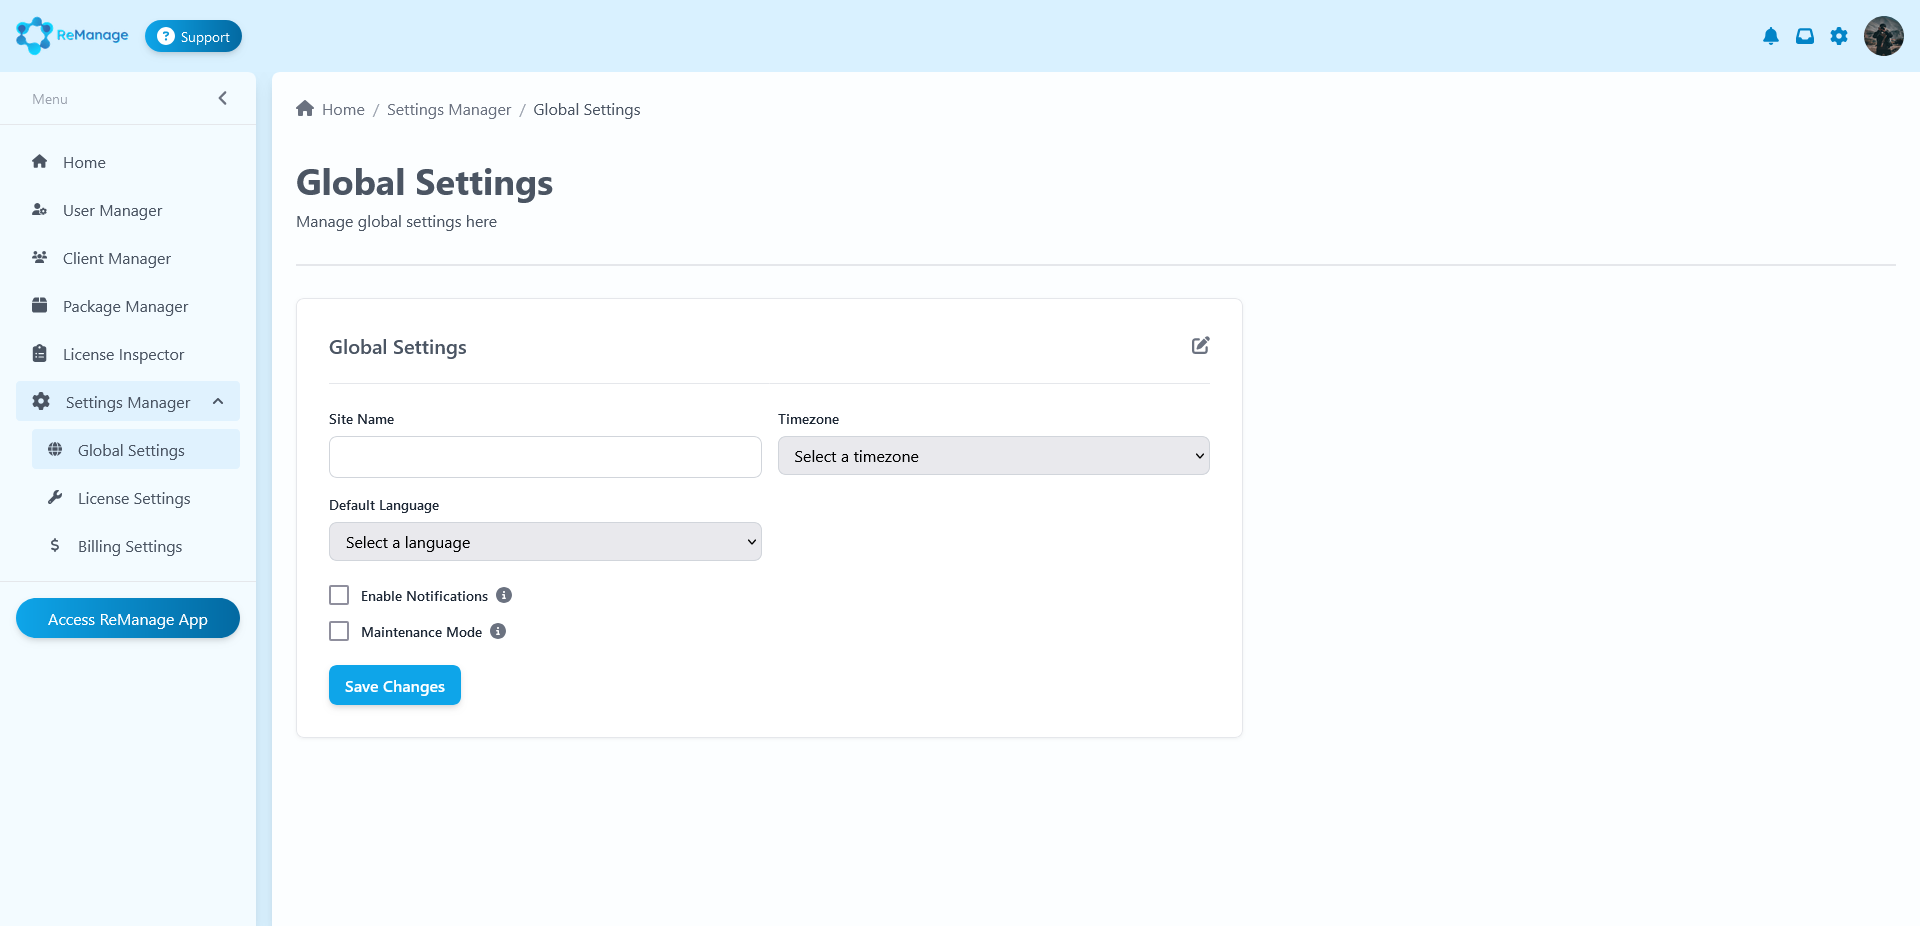 ReManage
Support
Menu
Home
User Manager
Client Manager
Package Manager
License Inspector
Settings Manager
Global Settings
License Settings
Billing Settings
Access ReManage App
Home / Settings Manager / Global Settings
Global Settings
Manage global settings here
Global Settings
Site Name
Timezone
Select a timezone
Default Language
Select a language
Enable Notifications
Maintenance Mode
Save Changes